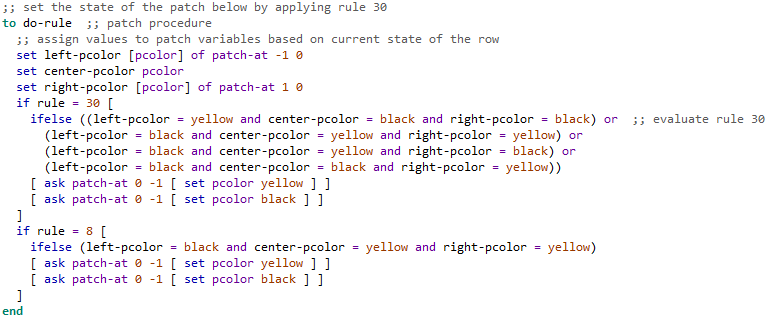 ;; set the state of the patch below by applying rule 30
to do-rule  ;; patch procedure
  ;; assign values to patch variables based on current state of the row
  set left-pcolor [pcolor] of patch-at -1 0
  set center-pcolor pcolor
  set right-pcolor [pcolor] of patch-at 1 0
  if rule = 30 [
    ifelse ((left-pcolor = yellow and center-pcolor = black and right-pcolor = black) or  ;; evaluate rule 30
      (left-pcolor = black and center-pcolor = yellow and right-pcolor = yellow) or
      (left-pcolor = black and center-pcolor = yellow and right-pcolor = black) or
      (left-pcolor = black and center-pcolor = black and right-pcolor = yellow))
    [ ask patch-at 0 -1 [ set pcolor yellow ] ]
    [ ask patch-at 0 -1 [ set pcolor black ] ]
  ]
  if rule = 8 [
    ifelse (left-pcolor = black and center-pcolor = yellow and right-pcolor = yellow)
    [ ask patch-at 0 -1 [ set pcolor yellow ] ]
    [ ask patch-at 0 -1 [ set pcolor black ] ]
  ]
end